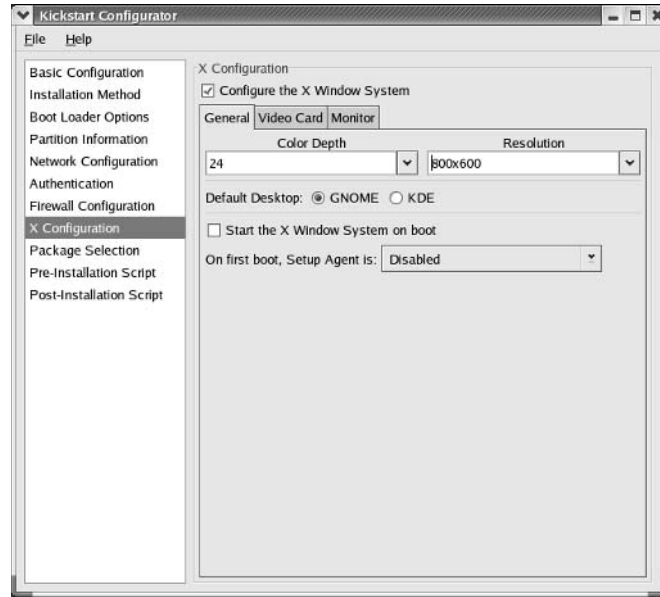 Kickstart Configurator
File Help
Basic Configuration
Installation Method
Boot Loader Options
Partition Information
Network Configuration
Authentication
Firewall Configuration
X Configuration
Package Selection
Pre-Installation Script
Post-Installation Script
X Configuration
Configure the X Window System
General Video Card Monitor
Color Depth Resolution
24 800x600
Default Desktop: GNOME KDE
Start the X Window System on boot
On first boot, Setup Agent is: Disabled